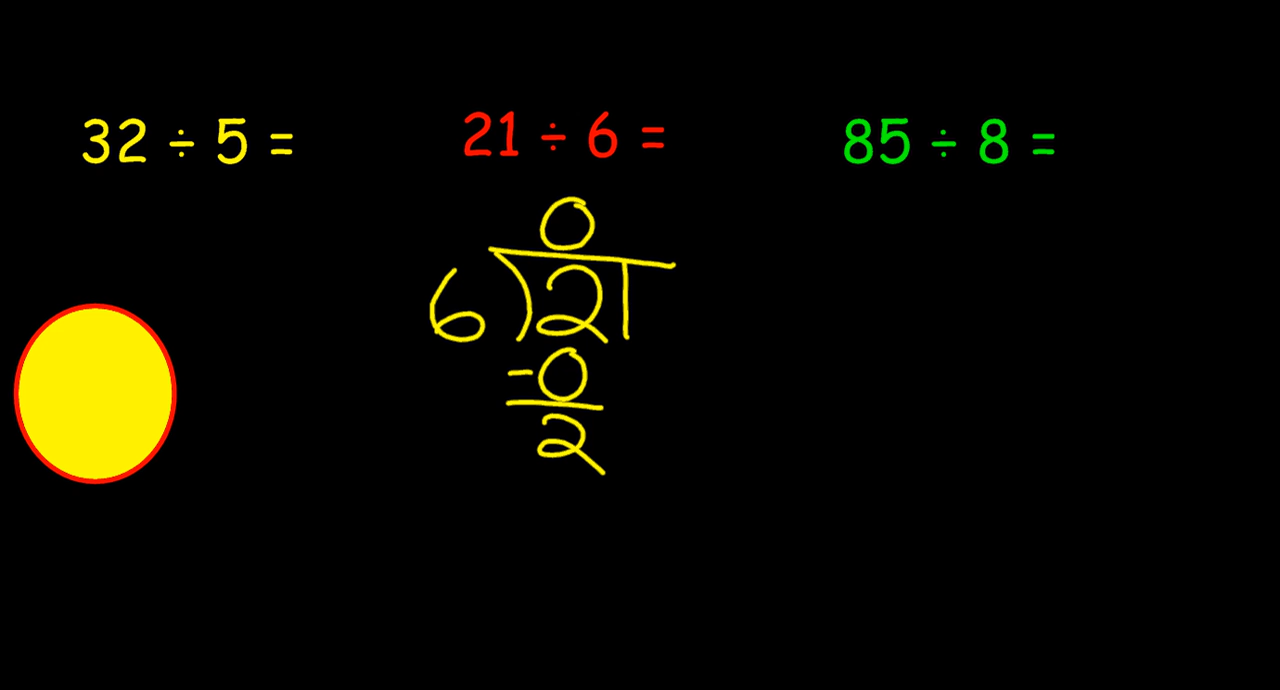 32 ÷ 5 =
21 ÷ 6 =
85 ÷ 8 =
0
6)21
-0
2